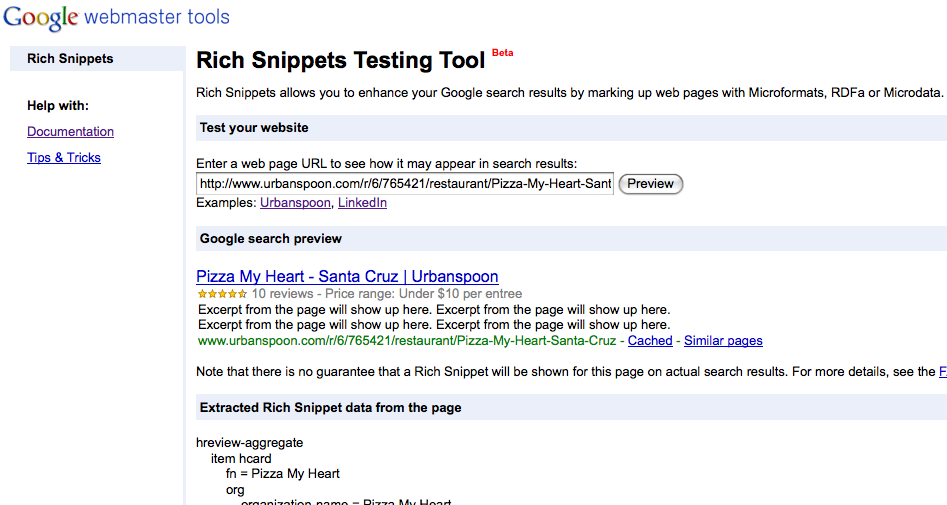 Google webmaster tools
Rich Snippets
Help with:
Documentation
Tips & Tricks
Rich Snippets Testing Tool Beta
Rich Snippets allows you to enhance your Google search results by marking up web pages with Microformats, RDFa or Microdata.
Test your website
Enter a web page URL to see how it may appear in search results:
http://www.urbanspoon.com/r/6/765421/restaurant/Pizza-My-Heart-Sant Preview
Examples: Urbanspoon, LinkedIn
Google search preview
Pizza My Heart - Santa Cruz | Urbanspoon
10 reviews - Price range: Under $10 per entree
Excerpt from the page will show up here. Excerpt from the page will show up here.
Excerpt from the page will show up here. Excerpt from the page will show up here.
www.urbanspoon.com/r/6/765421/restaurant/Pizza-My-Heart-Santa-Cruz - Cached - Similar pages
Note that there is no guarantee that a Rich Snippet will be shown for this page on actual search results. For more details, see the F
Extracted Rich Snippet data from the page
hreview-aggregate
item hcard
fn = Pizza My Heart
org
organization-name = Pizza My Heart